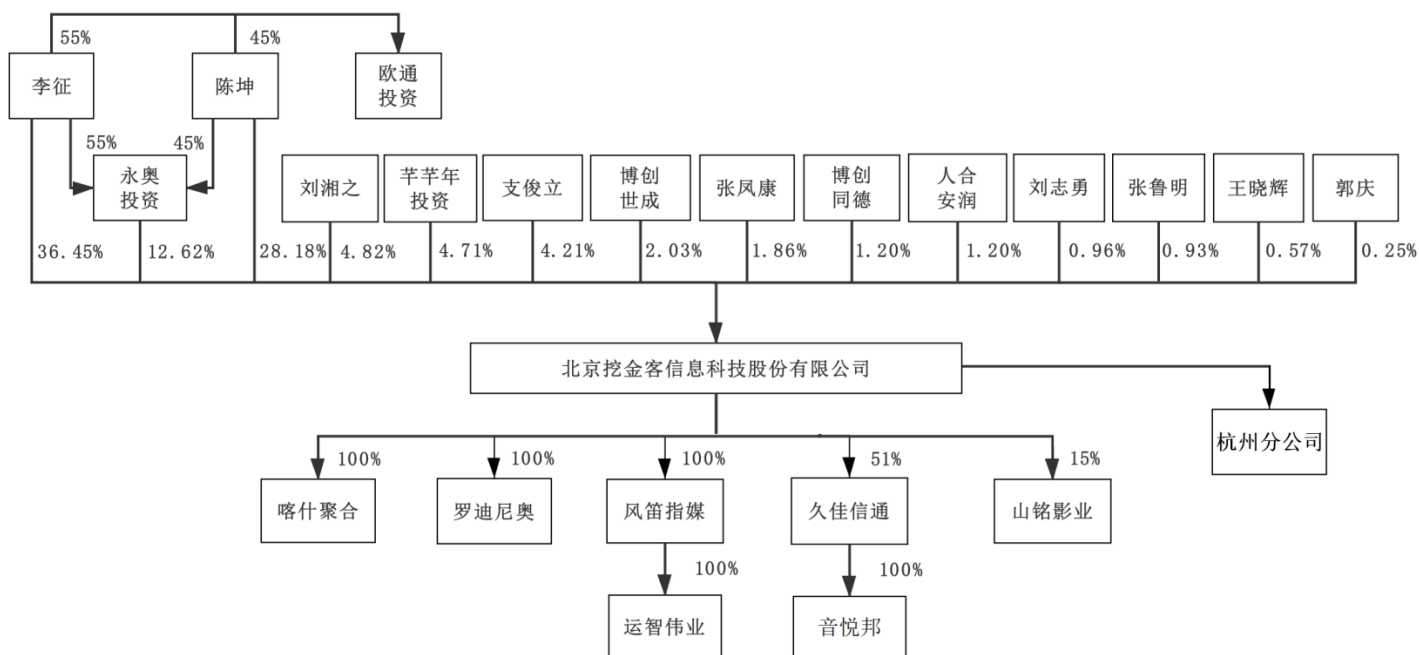 55%
45%
李征
陈坤
欧通
投资
55%
45%
永奥
投资
刘湘之
芊芊年
投资
支俊立
博创
世成
张凤康
博创
同德
人合
安润
刘志勇
张鲁明
王晓辉
郭庆
36.45%
12.62%
28.18%
4.82%
4.71%
4.21%
2.03%
1.86%
1.20%
1.20%
0.96%
0.93%
0.57%
0.25%
北京挖金客信息科技股份有限公司
杭州分公司
100%
100%
100%
51%
15%
喀什聚合
罗迪尼奥
风笛指媒
久佳信通
山铭影业
100%
100%
运智伟业
音悦邦